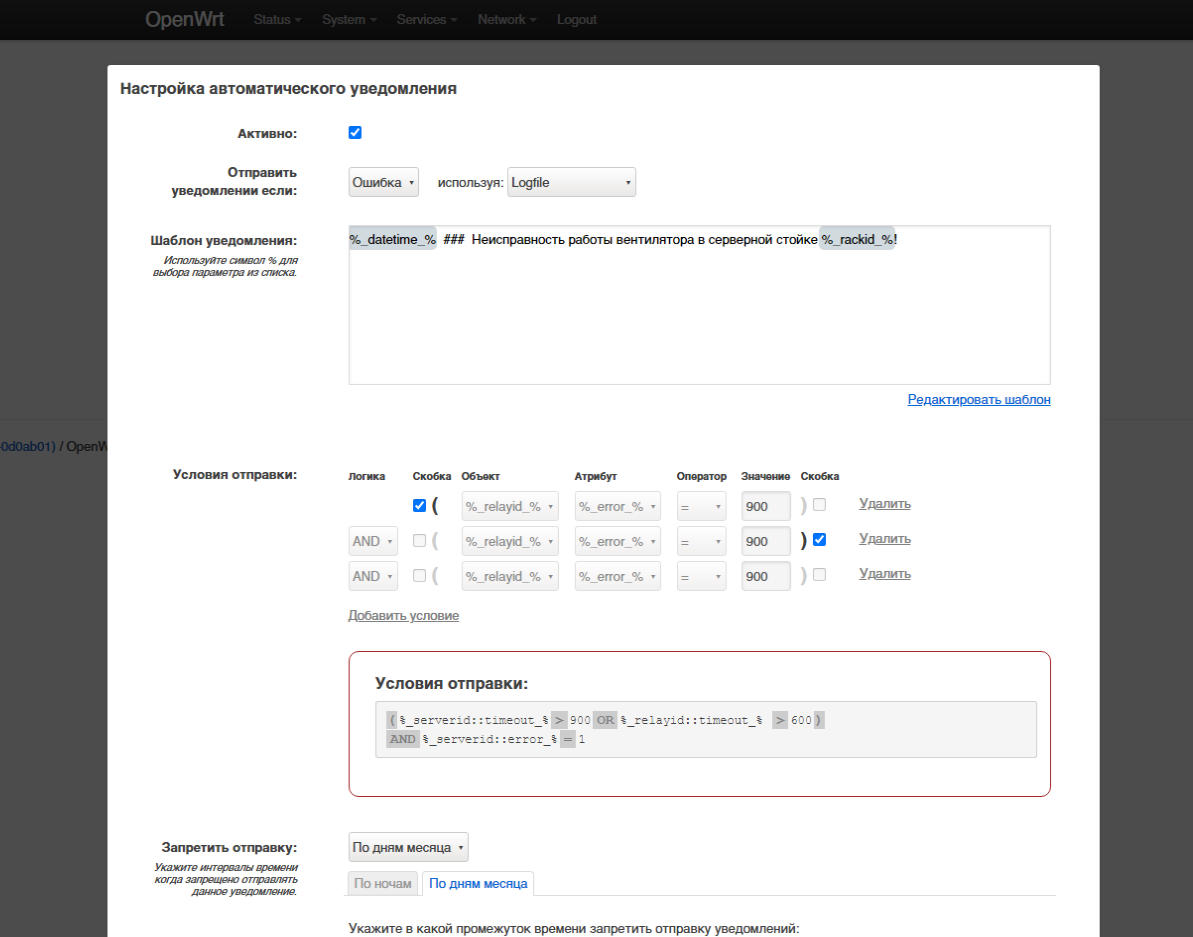 OpenWrt Status System Services Network Logout
Настройка автоматического уведомления
Активно:
Отправить
уведомлении если:
Ошибка используя: Logfile
Шаблон уведомления:
Используйте символ % для
выбора параметра из списка.
%_datetime_% ### Неисправность работы вентилятора в серверной стойке %_rackid_%!
Редактировать шаблон
0d0ab01) / OpenW
Условия отправки:
Логика Скобка Объект Атрибут Оператор Значение Скобка
( %_relayid_% %_error_% = 900 ) Удалить
AND ( %_relayid_% %_error_% = 900 ) Удалить
AND ( %_relayid_% %_error_% = 900 ) Удалить
Добавить условие
Условия отправки:
( %_serverid::timeout_% > 900 OR %_relayid::timeout_% > 600 )
AND %_serverid::error_% = 1
Запретить отправку:
Укажите интервалы времени
когда запрещено отправлять
данное уведомление.
По дням месяца
По ночам По дням месяца
Укажите в какой промежуток времени запретить отправку уведомлений: